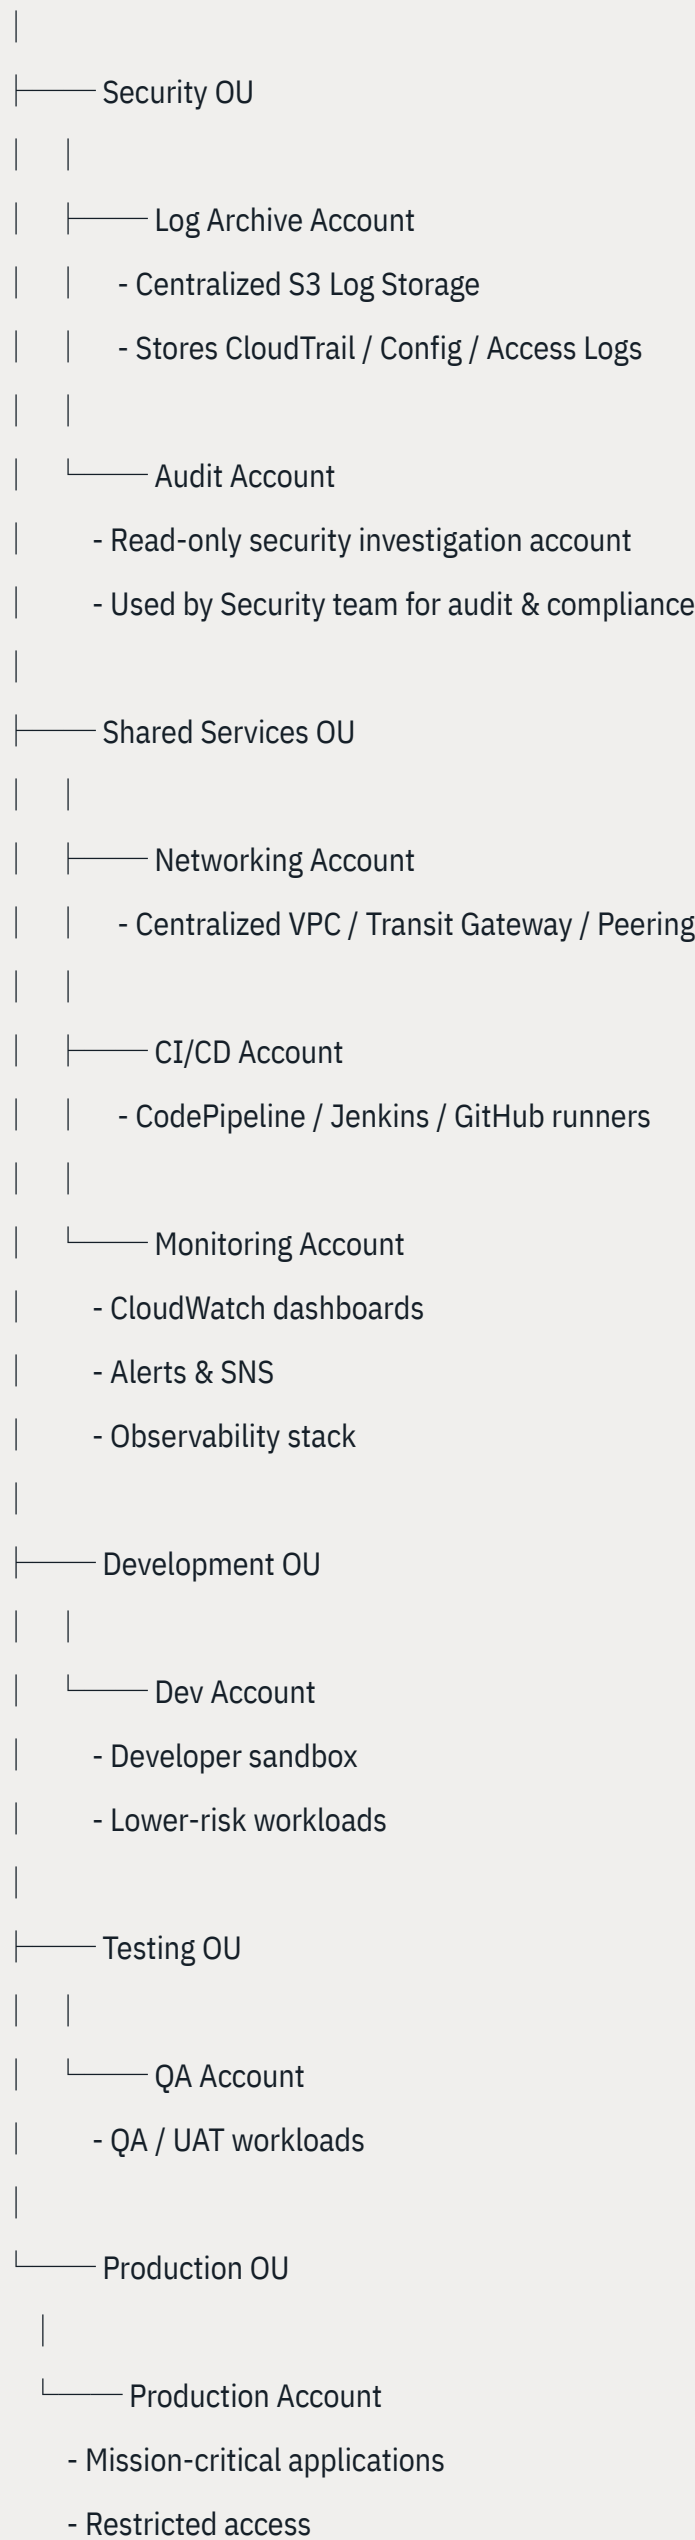 │
├── Security OU
│   │
│   ├── Log Archive Account
│   │   - Centralized S3 Log Storage
│   │   - Stores CloudTrail / Config / Access Logs
│   │
│   └── Audit Account
│       - Read-only security investigation account
│       - Used by Security team for audit & compliance
│
├── Shared Services OU
│   │
│   ├── Networking Account
│   │   - Centralized VPC / Transit Gateway / Peering
│   │
│   ├── CI/CD Account
│   │   - CodePipeline / Jenkins / GitHub runners
│   │
│   └── Monitoring Account
│       - CloudWatch dashboards
│       - Alerts & SNS
│       - Observability stack
│
├── Development OU
│   │
│   └── Dev Account
│       - Developer sandbox
│       - Lower-risk workloads
│
├── Testing OU
│   │
│   └── QA Account
│       - QA / UAT workloads
│
└── Production OU
    │
    └── Production Account
        - Mission-critical applications
        - Restricted access